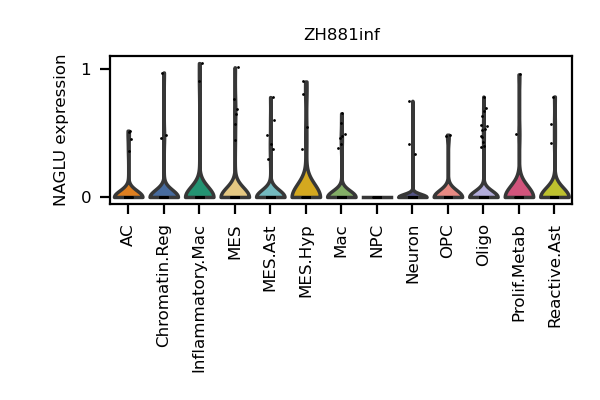 ZH881inf
NAGLU expression
1
0
AC
Chromatin.Reg
Inflammatory.Mac
MES
MES.Ast
MES.Hyp
Mac
NPC
Neuron
OPC
Oligo
Prolif.Metab
Reactive.Ast